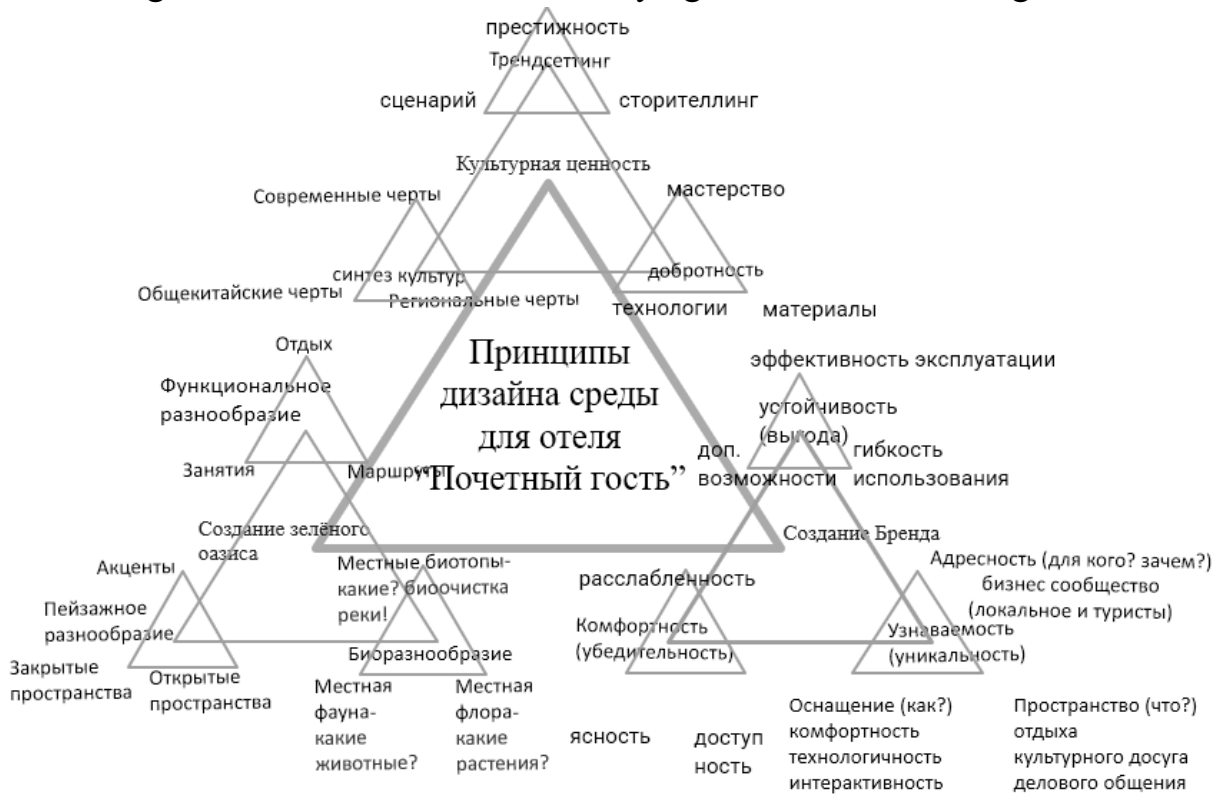 престижность
Трендсеттинг
сценарий
сторителлинг
Культурная ценность
Современные черты
мастерство
синтез культур
добротность
Общекитайские черты
Региональные черты
технологии
материалы
Принципы
дизайна среды
для отеля
“Почетный гость”
Отдых
Функциональное
разнообразие
Занятия
Маршруты
эффективность эксплуатации
устойчивость
(выгода)
доп.
возможности
гибкость
использования
Создание зелёного
оазиса
Создание Бренда
Акценты
Местные биотопы-
какие? биоочистка
реки!
Пейзажное
разнообразие
Биоразнообразие
Закрытые
пространства
Открытые
пространства
Местная
фауна-
какие
животные?
Местная
флора-
какие
растения?
расслабленность
Комфортность
(убедительность)
ясность
доступ
ность
Адресность (для кого? зачем?)
бизнес сообщество
(локальное и туристы)
Узнаваемость
(уникальность)
Оснащение (как?)
комфортность
технологичность
интерактивность
Пространство (что?)
отдыха
культурного досуга
делового общения